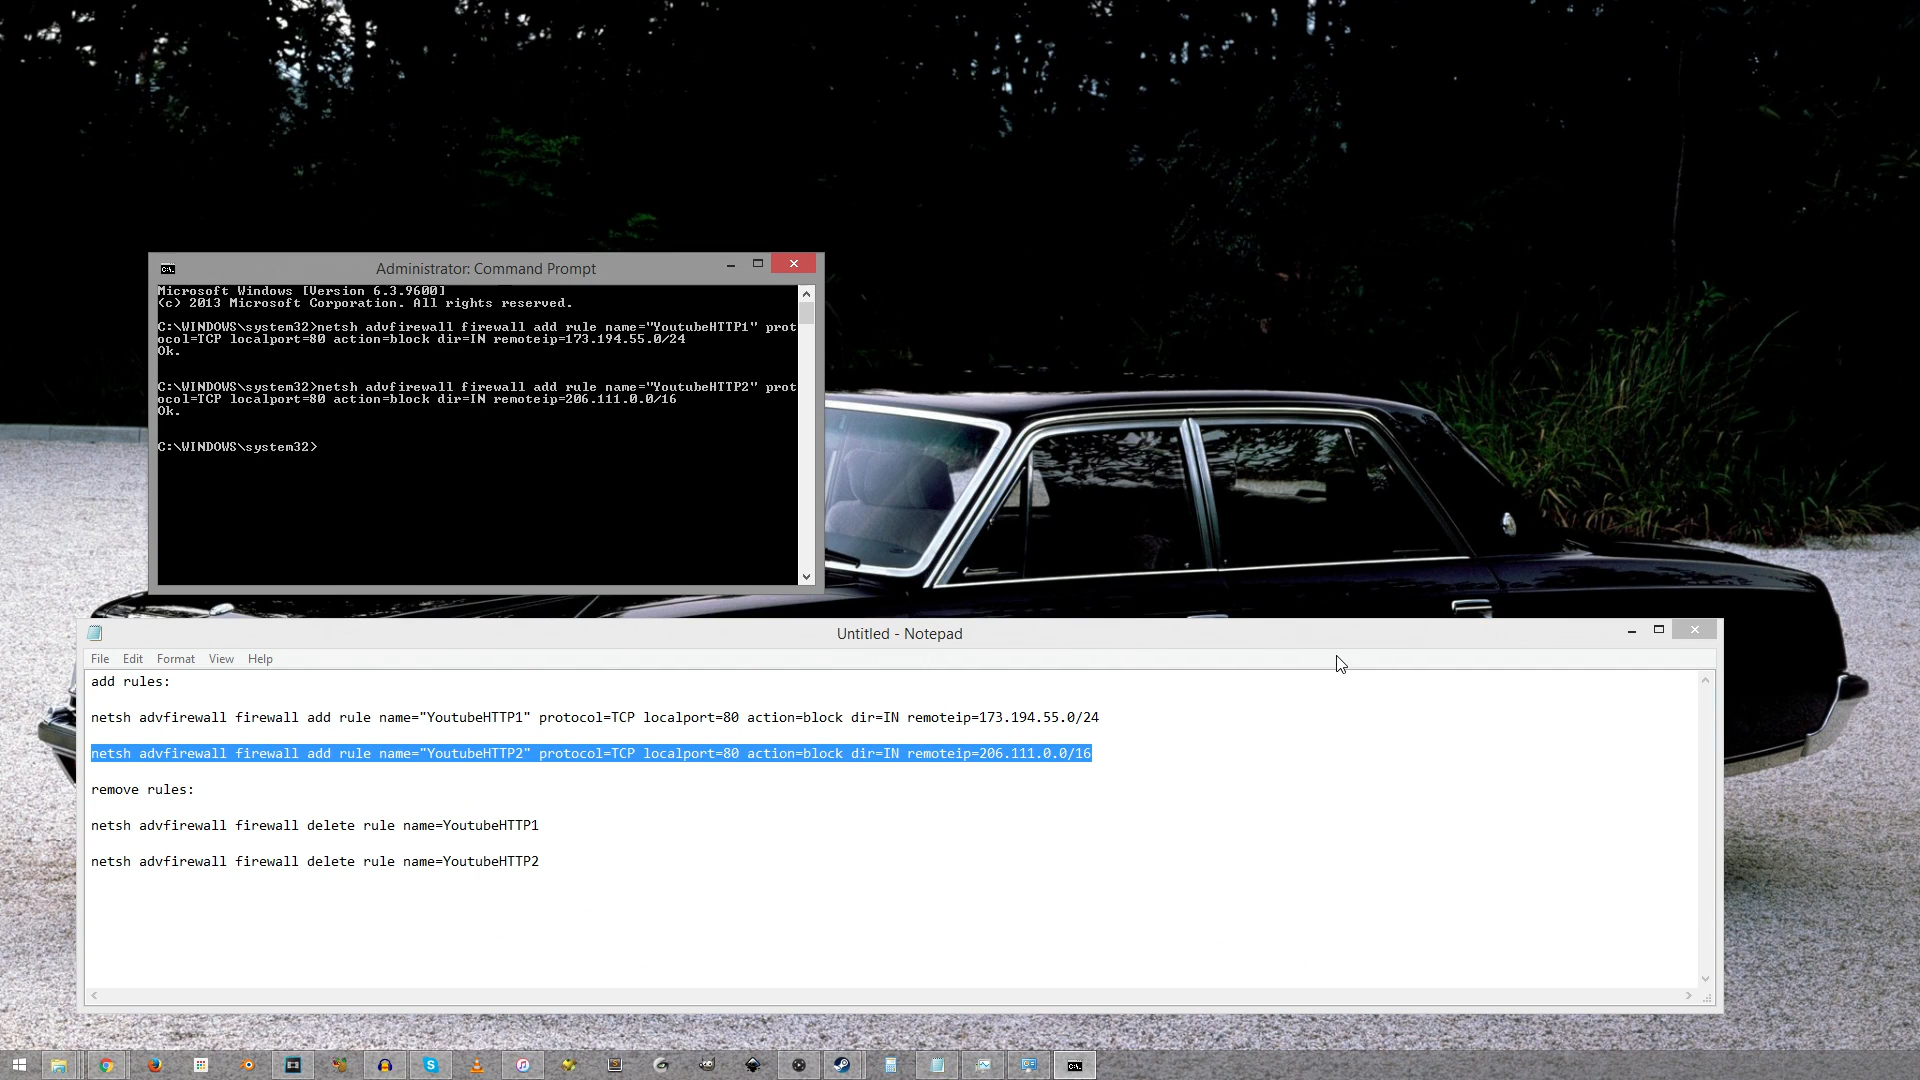 Administrator: Command Prompt
Microsoft Windows [Version 6.3.9600]
(c) 2013 Microsoft Corporation. All rights reserved.
C:\WINDOWS\system32>netsh advfirewall firewall add rule name="YoutubeHTTP1" prot
ocol=TCP localport=80 action=block dir=IN remoteip=173.194.55.0/24
Ok.
C:\WINDOWS\system32>netsh advfirewall firewall add rule name="YoutubeHTTP2" prot
ocol=TCP localport=80 action=block dir=IN remoteip=206.111.0.0/16
Ok.
C:\WINDOWS\system32>
Untitled - Notepad
File Edit Format View Help
add rules:
netsh advfirewall firewall add rule name="YoutubeHTTP1" protocol=TCP localport=80 action=block dir=IN remoteip=173.194.55.0/24
netsh advfirewall firewall add rule name="YoutubeHTTP2" protocol=TCP localport=80 action=block dir=IN remoteip=206.111.0.0/16
remove rules:
netsh advfirewall firewall delete rule name=YoutubeHTTP1
netsh advfirewall firewall delete rule name=YoutubeHTTP2